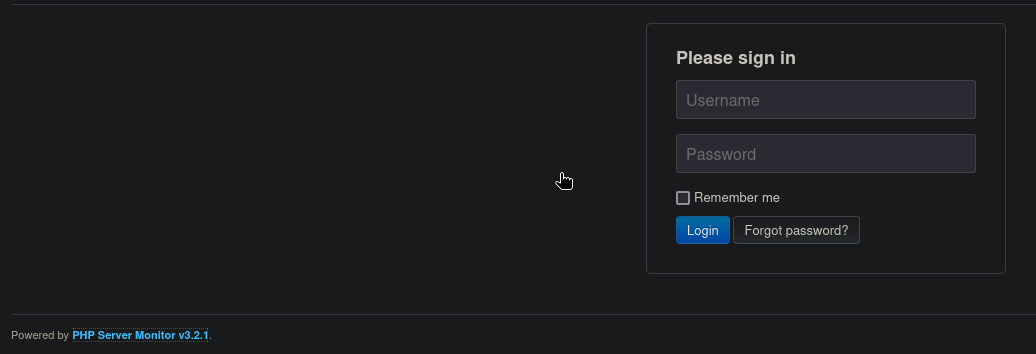 Please sign in
Username
Password
Remember me
Login Forgot password?
Powered by PHP Server Monitor v3.2.1.